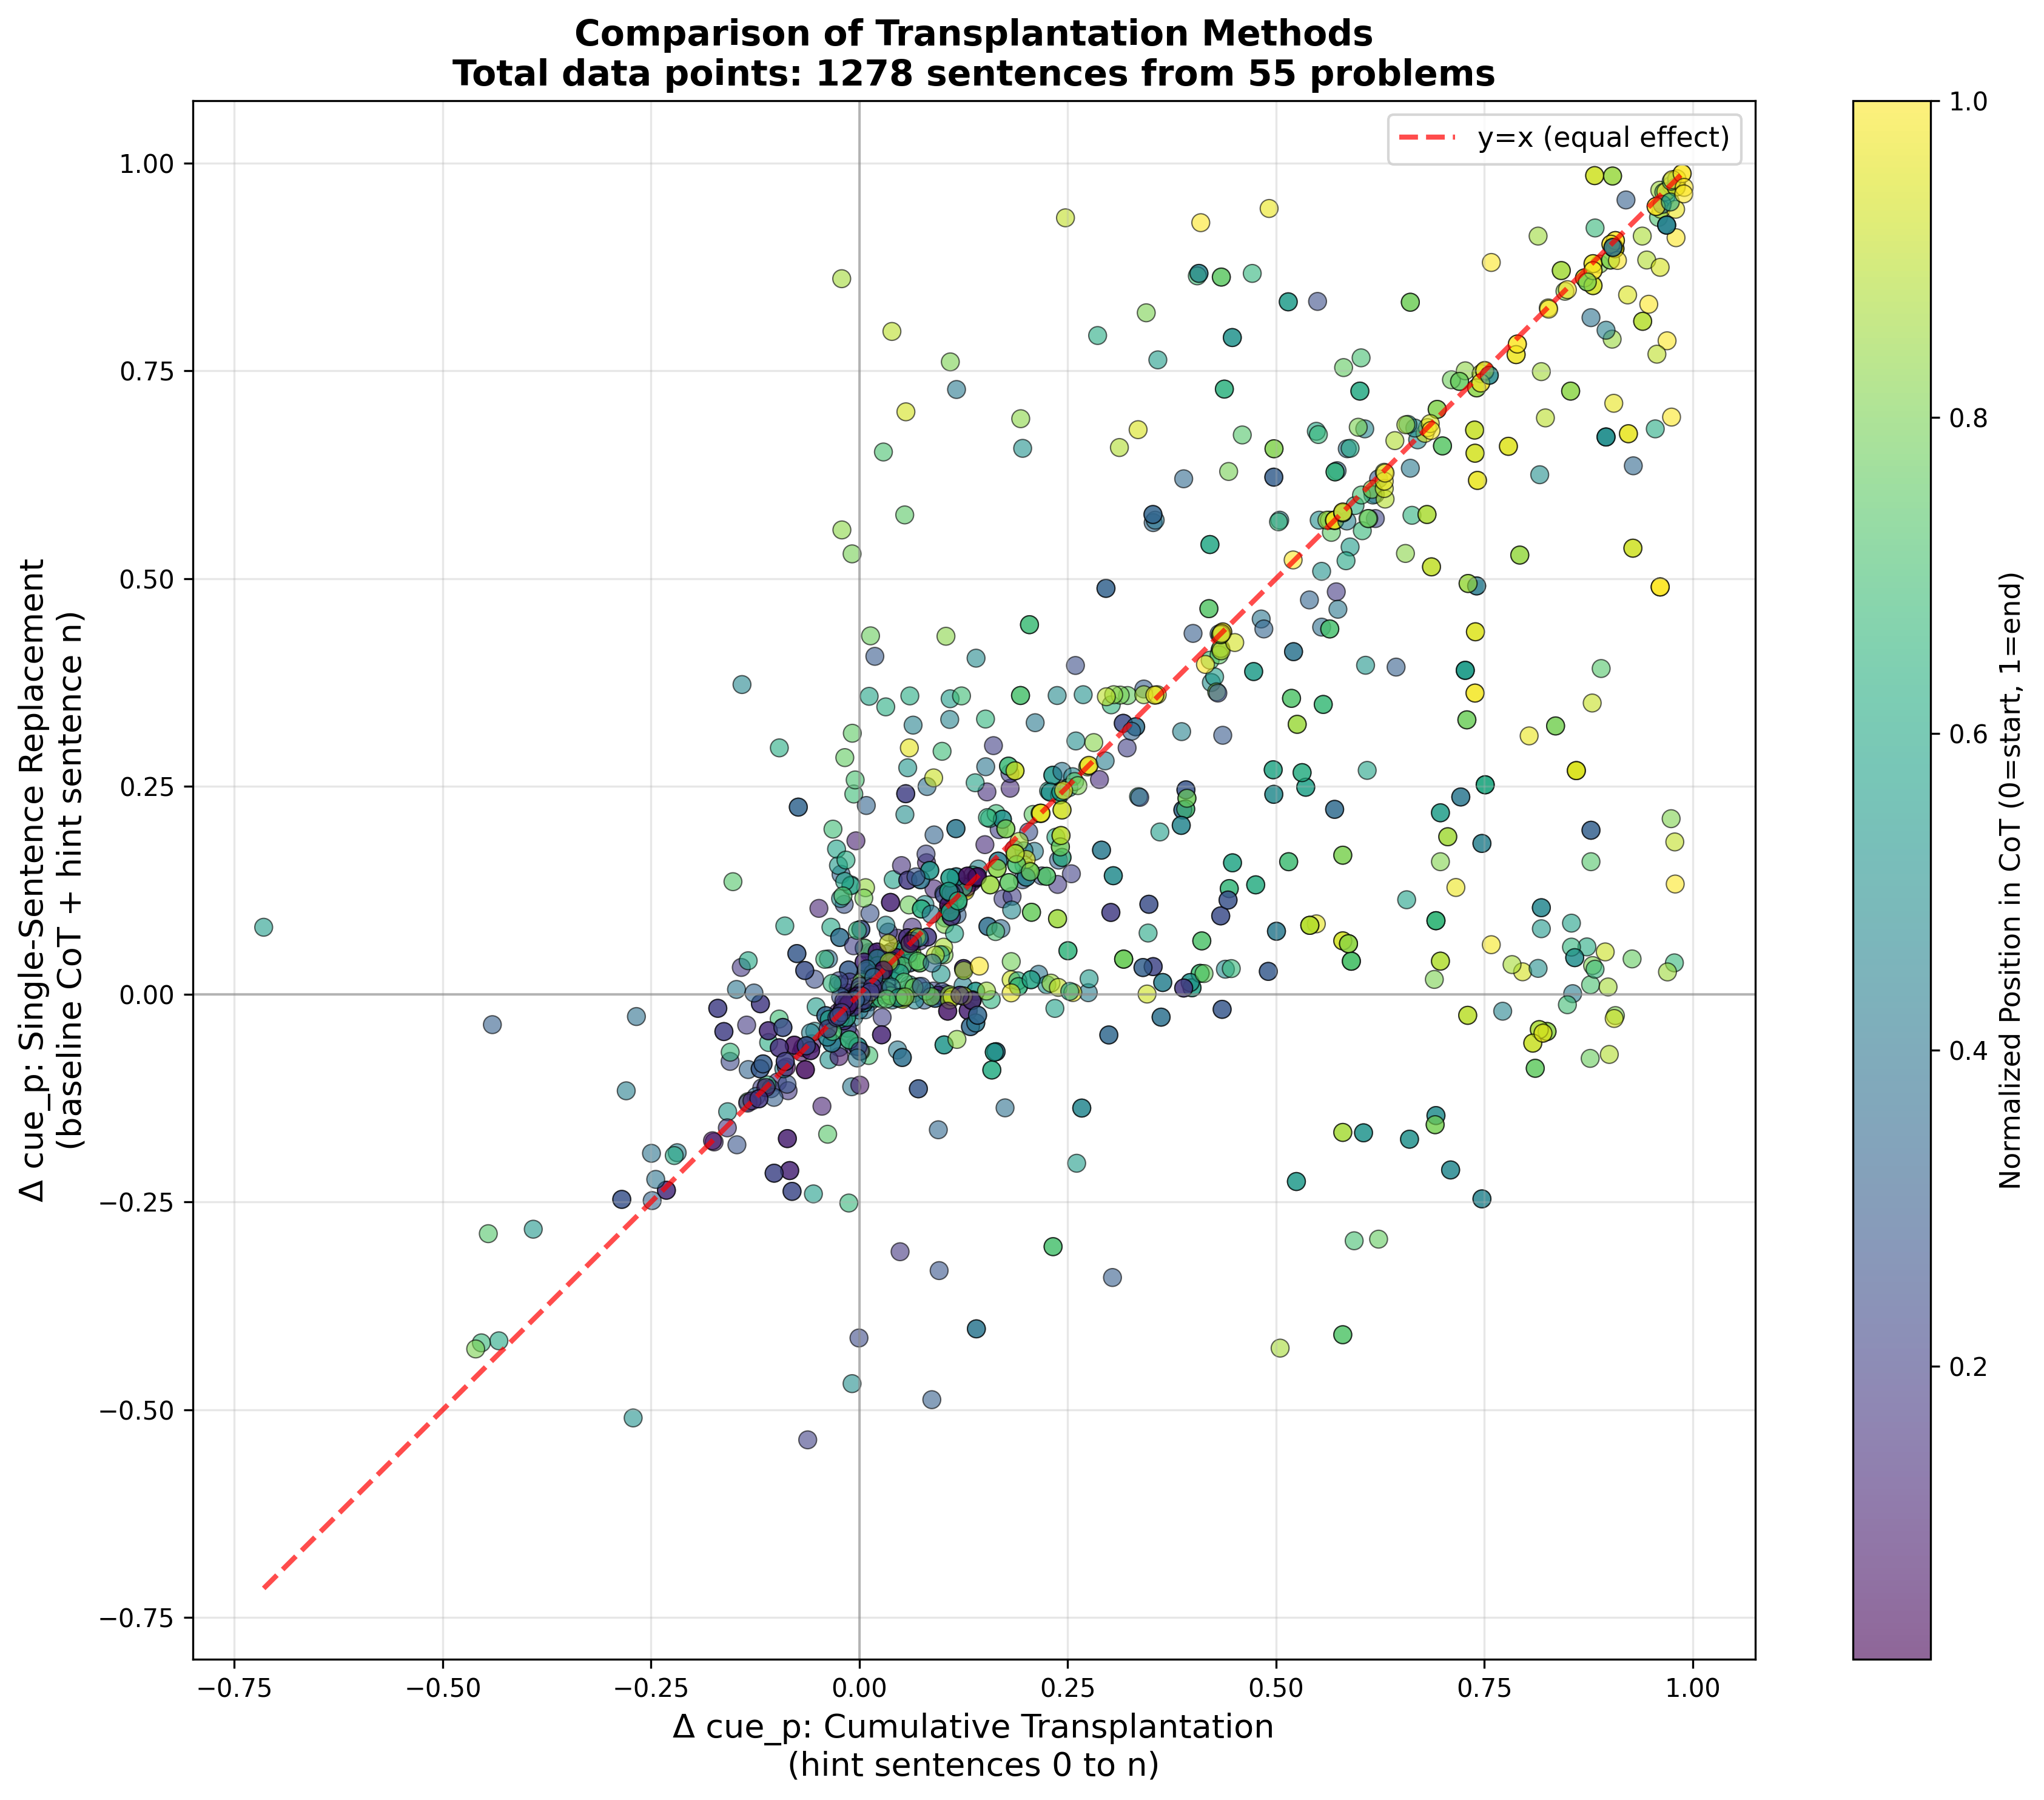 Comparison of Transplantation Methods
Total data points: 1278 sentences from 55 problems
y=x (equal effect)
1.00
0.75
0.50
0.25
0.00
−0.25
−0.50
−0.75
Δ cue_p: Single-Sentence Replacement
(baseline CoT + hint sentence n)
−0.75
−0.50
−0.25
0.00
0.25
0.50
0.75
1.00
Δ cue_p: Cumulative Transplantation
(hint sentences 0 to n)
1.0
0.8
0.6
0.4
0.2
Normalized Position in CoT (0=start, 1=end)